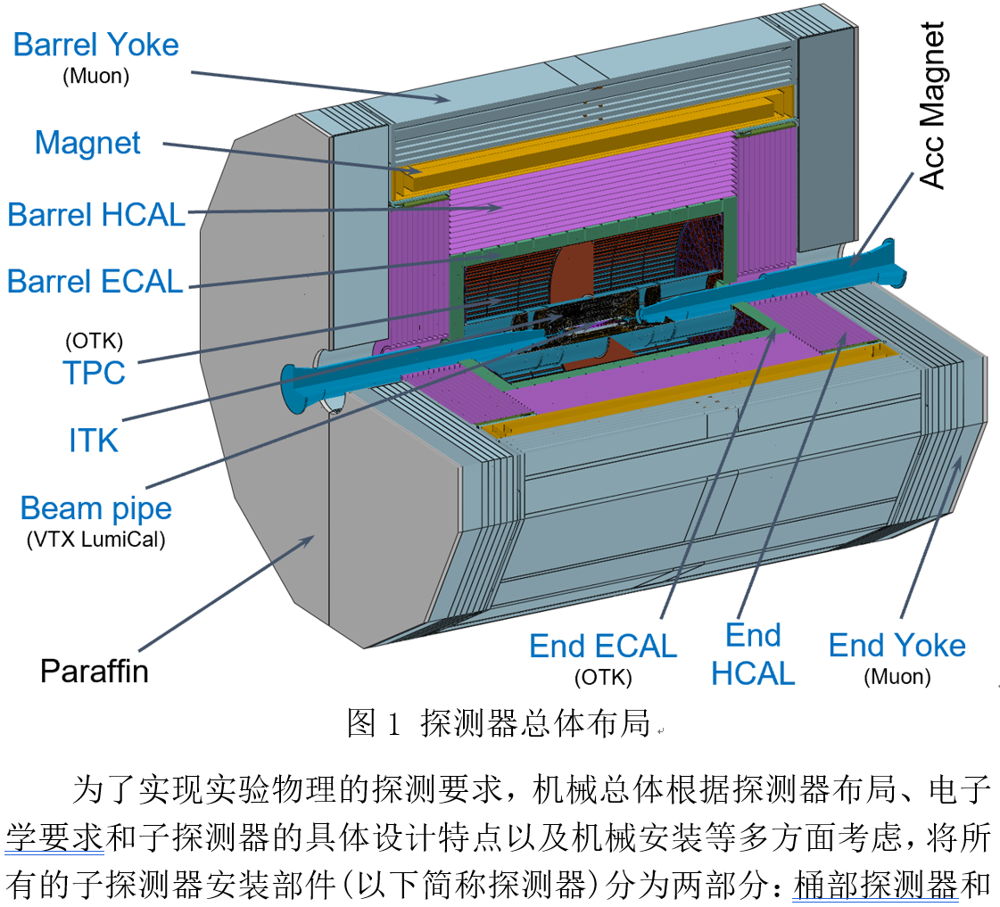 Barrel Yoke
(Muon)
Magnet
Barrel HCAL
Barrel ECAL
(OTK)
TPC
ITK
Beam pipe
(VTX LumiCal)
Paraffin
Acc Magnet
End ECAL
(OTK)
End
HCAL
End Yoke
(Muon)
图 1 探测器总体布局
为了实现实验物理的探测要求，机械总体根据探测器布局、电子
学要求和子探测器的具体设计特点以及机械安装等多方面考虑，将所
有的子探测器安装部件(以下简称探测器)分为两部分：桶部探测器和